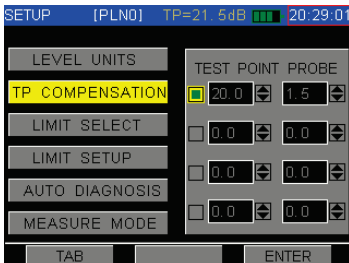 SETUP [PLN0] TP=21.5dB 20:29:01
LEVEL UNITS
TP COMPENSATION
LIMIT SELECT
LIMIT SETUP
AUTO DIAGNOSIS
MEASURE MODE
TEST POINT PROBE
20.0 1.5
0.0 0.0
0.0 0.0
0.0 0.0
TAB ENTER